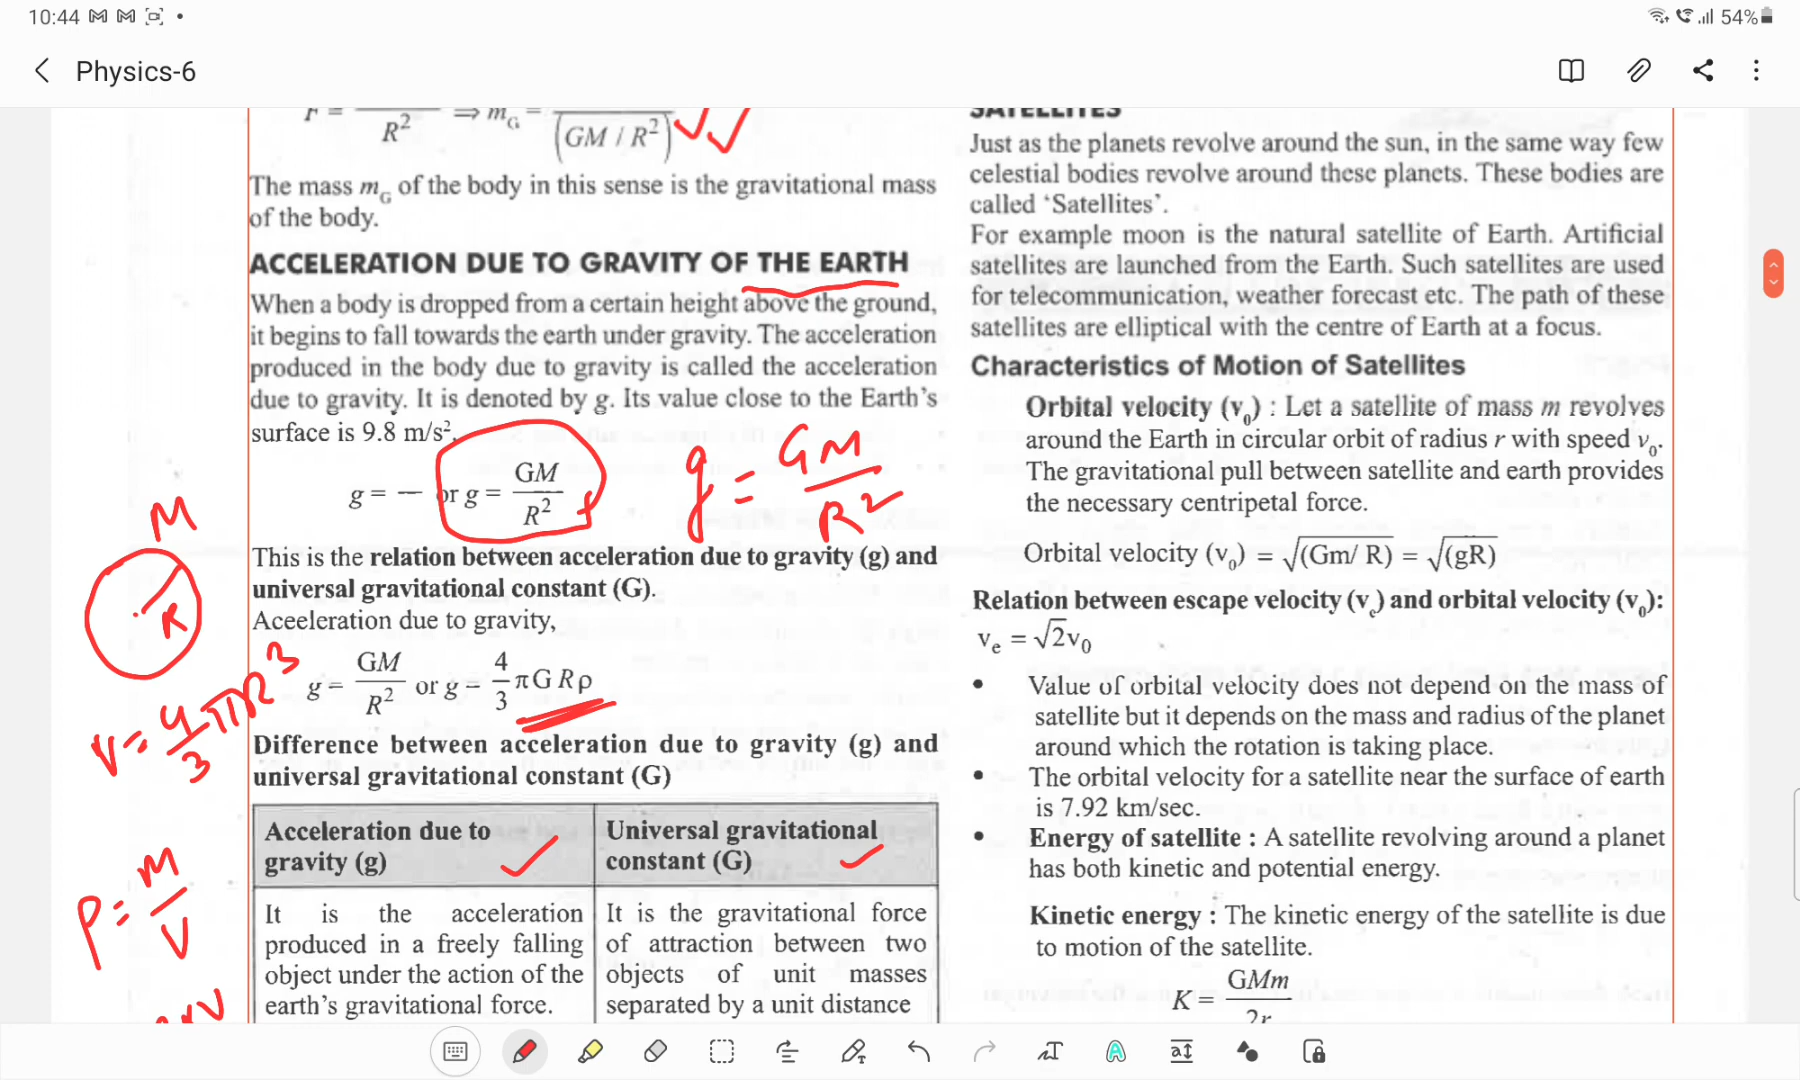 10:44
54%
Physics-6
R²
(GM / R²)
The mass m_G of the body in this sense is the gravitational mass
of the body.
ACCELERATION DUE TO GRAVITY OF THE EARTH
When a body is dropped from a certain height above the ground,
it begins to fall towards the earth under gravity. The acceleration
produced in the body due to gravity is called the acceleration
due to gravity. It is denoted by g. Its value close to the Earth's
surface is 9.8 m/s².
g = — or g = GM / R²
g = GM / R²
M
R
This is the relation between acceleration due to gravity (g) and
universal gravitational constant (G).
Aceeleration due to gravity,
g = GM / R² or g = 4/3 πGRρ
V = 4/3 πR³
Difference between acceleration due to gravity (g) and
universal gravitational constant (G)
Acceleration due to
gravity (g)
Universal gravitational
constant (G)
ρ = M / V
It is the acceleration
produced in a freely falling
object under the action of the
earth's gravitational force.
It is the gravitational force
of attraction between two
objects of unit masses
separated by a unit distance
SATELLITES
Just as the planets revolve around the sun, in the same way few
celestial bodies revolve around these planets. These bodies are
called ‘Satellites’.
For example moon is the natural satellite of Earth. Artificial
satellites are launched from the Earth. Such satellites are used
for telecommunication, weather forecast etc. The path of these
satellites are elliptical with the centre of Earth at a focus.
Characteristics of Motion of Satellites
Orbital velocity (v₀) : Let a satellite of mass m revolves
around the Earth in circular orbit of radius r with speed v₀.
The gravitational pull between satellite and earth provides
the necessary centripetal force.
Orbital velocity (v₀) = √(Gm/ R) = √(gR)
Relation between escape velocity (vₑ) and orbital velocity (v₀):
vₑ = √2v₀
• Value of orbital velocity does not depend on the mass of
satellite but it depends on the mass and radius of the planet
around which the rotation is taking place.
• The orbital velocity for a satellite near the surface of earth
is 7.92 km/sec.
• Energy of satellite : A satellite revolving around a planet
has both kinetic and potential energy.
Kinetic energy : The kinetic energy of the satellite is due
to motion of the satellite.
K = GMm / 2r